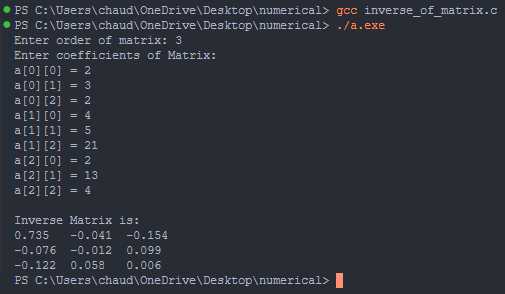 PS C:\Users\chaud\OneDrive\Desktop\numerical> gcc inverse_of_matrix.c
PS C:\Users\chaud\OneDrive\Desktop\numerical> ./a.exe
Enter order of matrix: 3
Enter coefficients of Matrix:
a[0][0] = 2
a[0][1] = 3
a[0][2] = 2
a[1][0] = 4
a[1][1] = 5
a[1][2] = 21
a[2][0] = 2
a[2][1] = 13
a[2][2] = 4
Inverse Matrix is:
0.735 -0.041 -0.154
-0.076 -0.012 0.099
-0.122 0.058 0.006
PS C:\Users\chaud\OneDrive\Desktop\numerical>